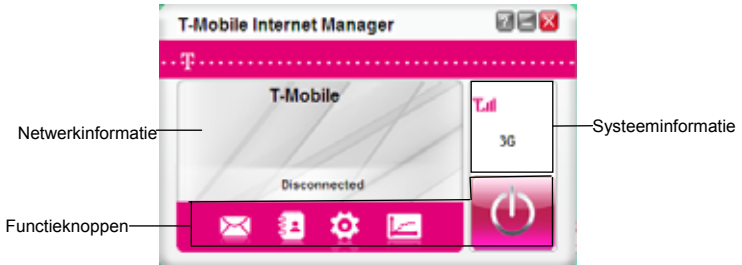 T-Mobile Internet Manager
T
T-Mobile
T
Netwerkinformatie
Systeeminformatie
3G
Disconnected
Functieknoppen